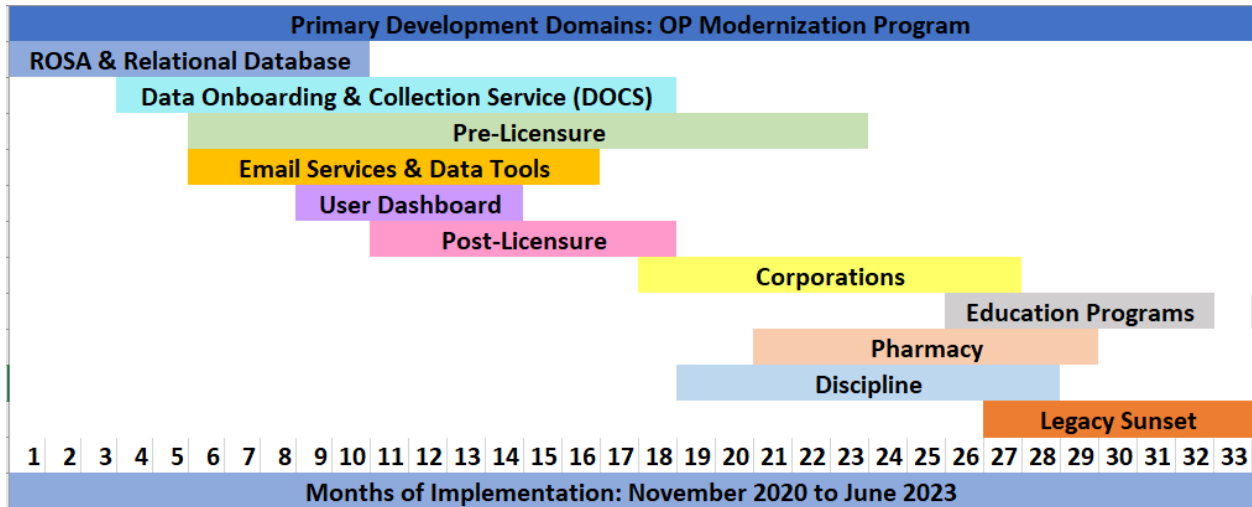 Primary Development Domains: OP Modernization Program
ROSA & Relational Database
Data Onboarding & Collection Service (DOCS)
Pre-Licensure
Email Services & Data Tools
User Dashboard
Post-Licensure
Corporations
Education Programs
Pharmacy
Discipline
Legacy Sunset
1 2 3 4 5 6 7 8 9 10 11 12 13 14 15 16 17 18 19 20 21 22 23 24 25 26 27 28 29 30 31 32 33
Months of Implementation: November 2020 to June 2023